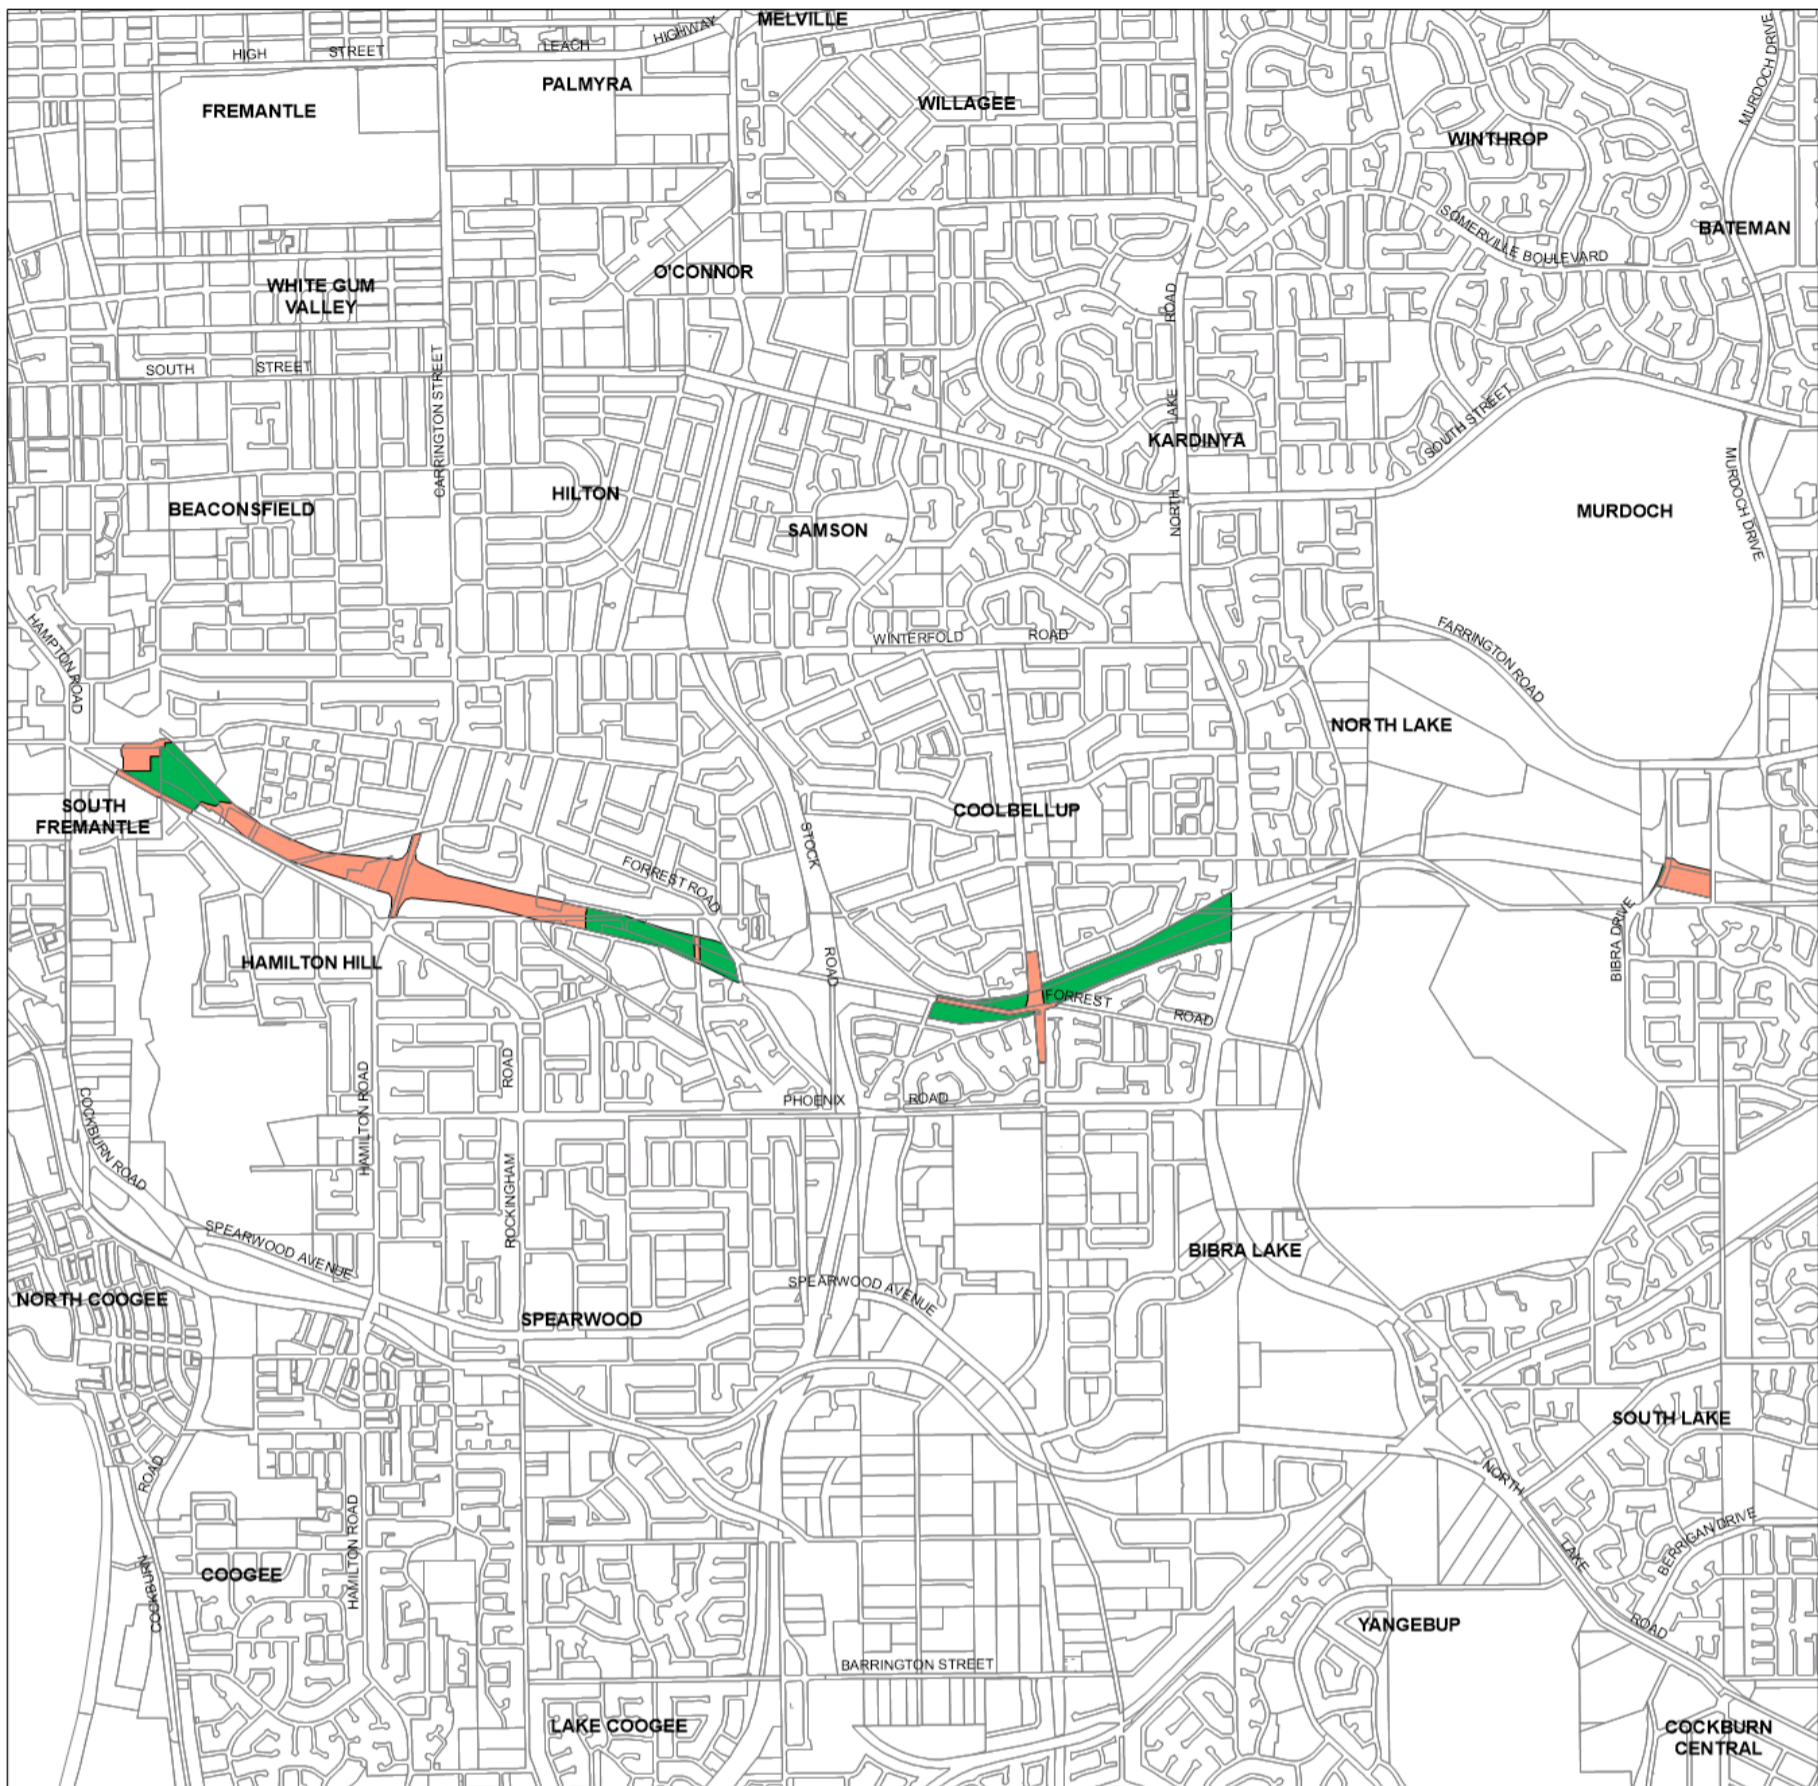 MELVILLE
HIGH STREET
LEACH HIGHWAY
PALMYRA
FREMANTLE
WILLAGEE
WINTHROP
MURDOCH DRIVE
BATEMAN
SOMERVILLE BOULEVARD
O'CONNOR
WHITE GUM
VALLEY
SOUTH STREET
CARRINGTON STREET
NORTH LAKE ROAD
KARDINYA
SOUTH STREET
HILTON
BEACONSFIELD
SAMSON
MURDOCH
MURDOCH DRIVE
HAMPTON ROAD
WINTERFOLD ROAD
FARRINGTON ROAD
NORTH LAKE
SOUTH
FREMANTLE
COOLBELLUP
STOCK ROAD
FORREST ROAD
HAMILTON HILL
BIBRA DRIVE
FORREST ROAD
HAMILTON ROAD
ROCKINGHAM ROAD
PHOENIX ROAD
COCKBURN ROAD
SPEARWOOD AVENUE
BIBRA LAKE
SPEARWOOD AVENUE
NORTH COOGEE
SPEARWOOD
SOUTH LAKE
NORTH LAKE ROAD
BERRIGAN DRIVE
COCKBURN ROAD
HAMILTON ROAD
COOGEE
YANGEBUP
BARRINGTON STREET
LAKE COOGEE
COCKBURN
CENTRAL